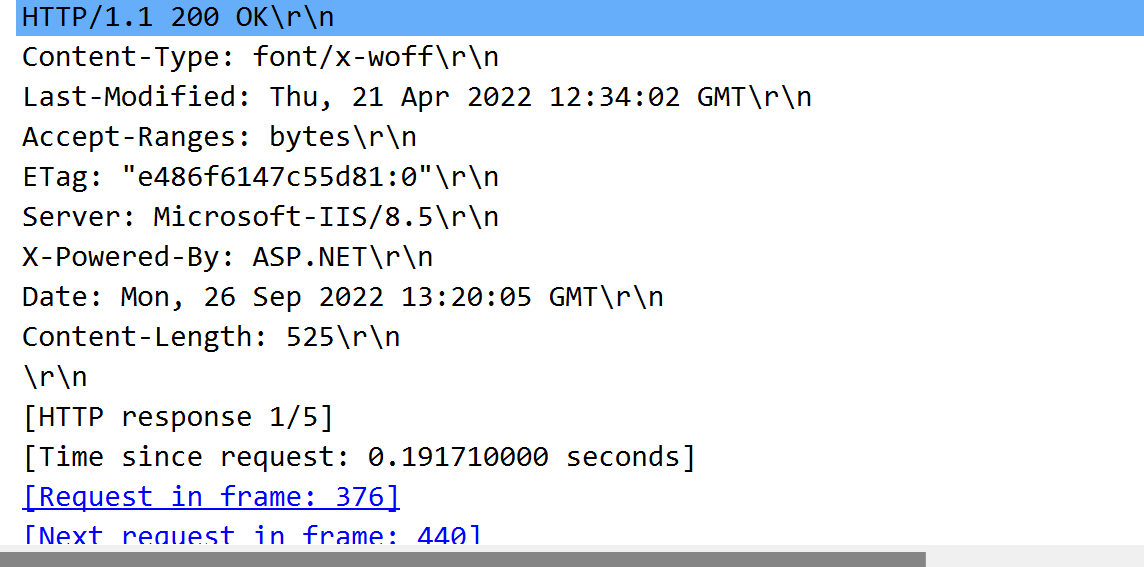 HTTP/1.1 200 OK\r\n
Content-Type: font/x-woff\r\n
Last-Modified: Thu, 21 Apr 2022 12:34:02 GMT\r\n
Accept-Ranges: bytes\r\n
ETag: "e486f6147c55d81:0"\r\n
Server: Microsoft-IIS/8.5\r\n
X-Powered-By: ASP.NET\r\n
Date: Mon, 26 Sep 2022 13:20:05 GMT\r\n
Content-Length: 525\r\n
\r\n
[HTTP response 1/5]
[Time since request: 0.191710000 seconds]
[Request in frame: 376]
[Next request in frame: 440]